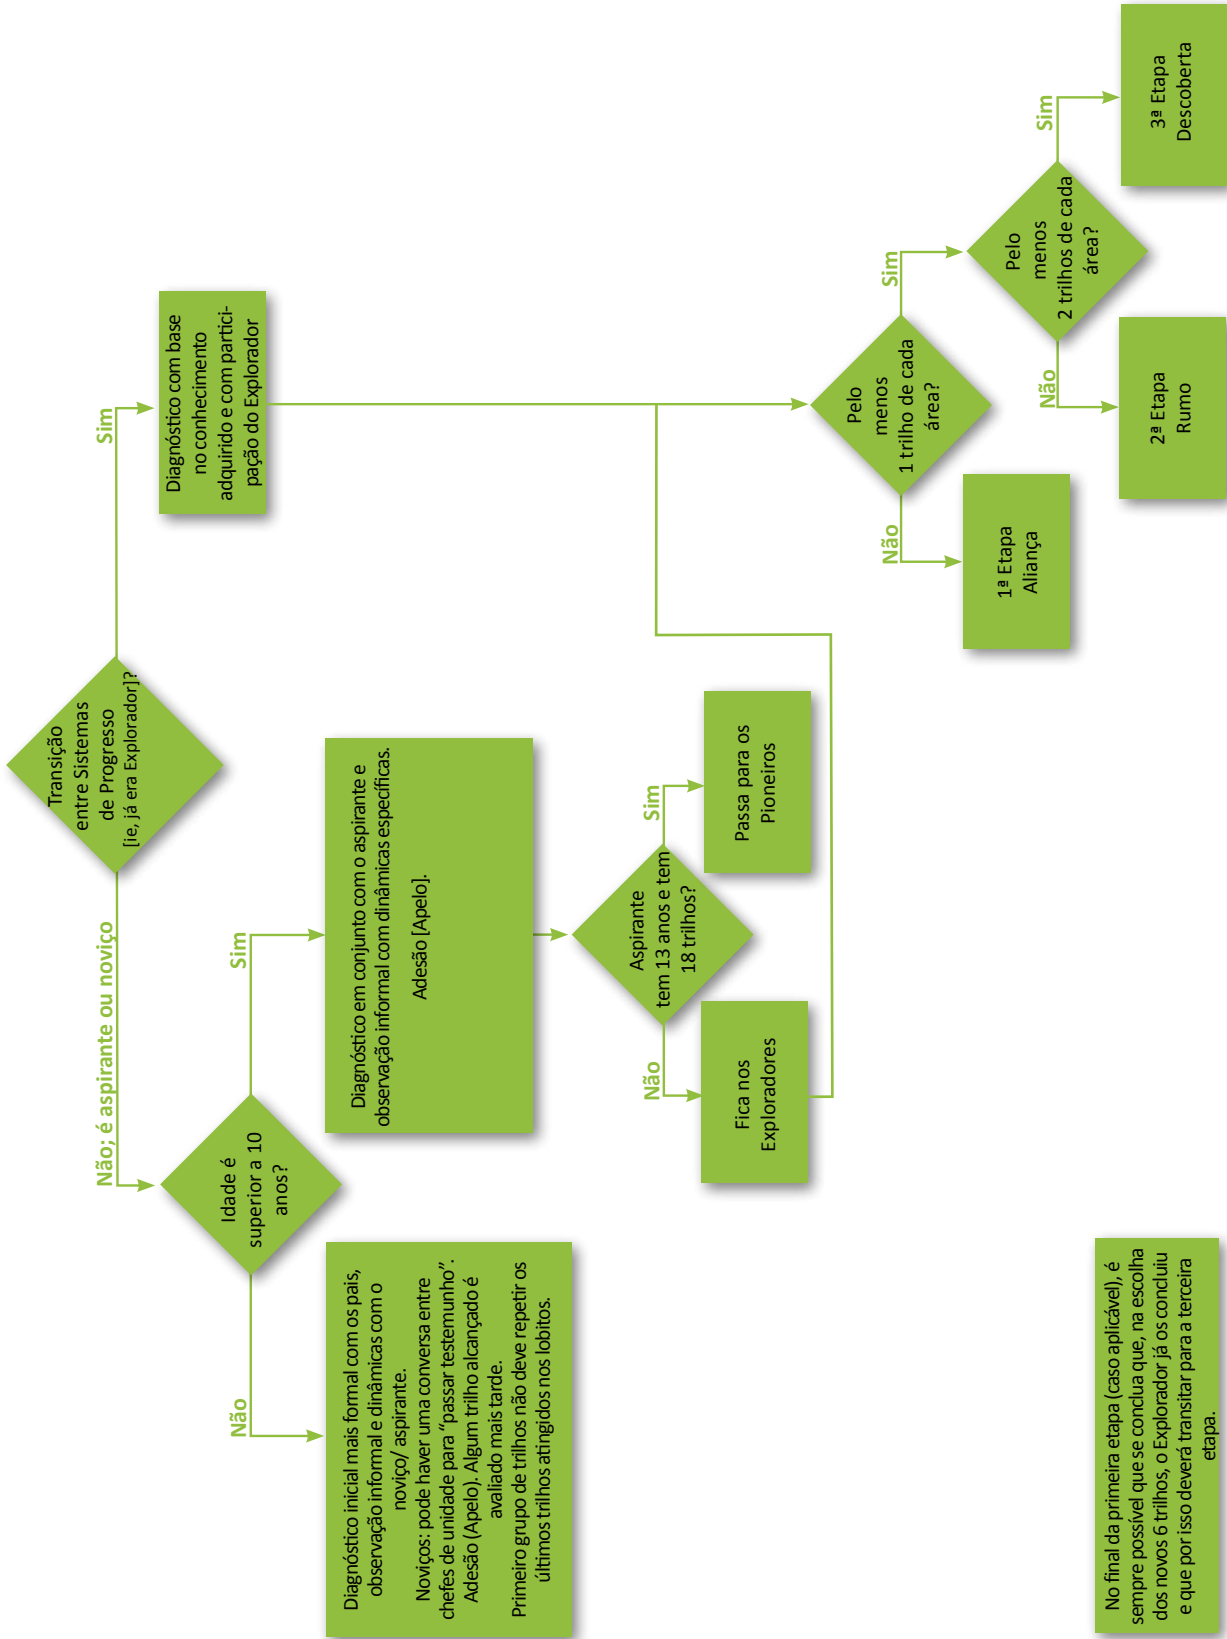 Transição
entre Sistemas
de Progresso
[ie, já era Explorador]?
Não; é aspirante ou noviço
Sim
Idade é
superior a 10
anos?
Diagnóstico com base
no conhecimento
adquirido e com partici-
pação do Explorador
Não
Sim
Diagnóstico inicial mais formal com os pais,
observação informal e dinâmicas com o
noviço/ aspirante.
Noviços: pode haver uma conversa entre
chefes de unidade para “passar testemunho”.
Adesão (Apelo). Algum trilho alcançado é
avaliado mais tarde.
Primeiro grupo de trilhos não deve repetir os
últimos trilhos atingidos nos lobitos.
Diagnóstico em conjunto com o aspirante e
observação informal com dinâmicas específicas.
Adesão [Apelo].
Aspirante
tem 13 anos e tem
18 trilhos?
Não
Sim
Fica nos
Exploradores
Passa para os
Pioneiros
Pelo
menos
1 trilho de cada
área?
Não
Sim
1ª Etapa
Aliança
Pelo
menos
2 trilhos de cada
área?
Não
Sim
2ª Etapa
Rumo
3ª Etapa
Descoberta
No final da primeira etapa (caso aplicável), é
sempre possível que se conclua que, na escolha
dos novos 6 trilhos, o Explorador já os concluiu
e que por isso deverá transitar para a terceira
etapa.